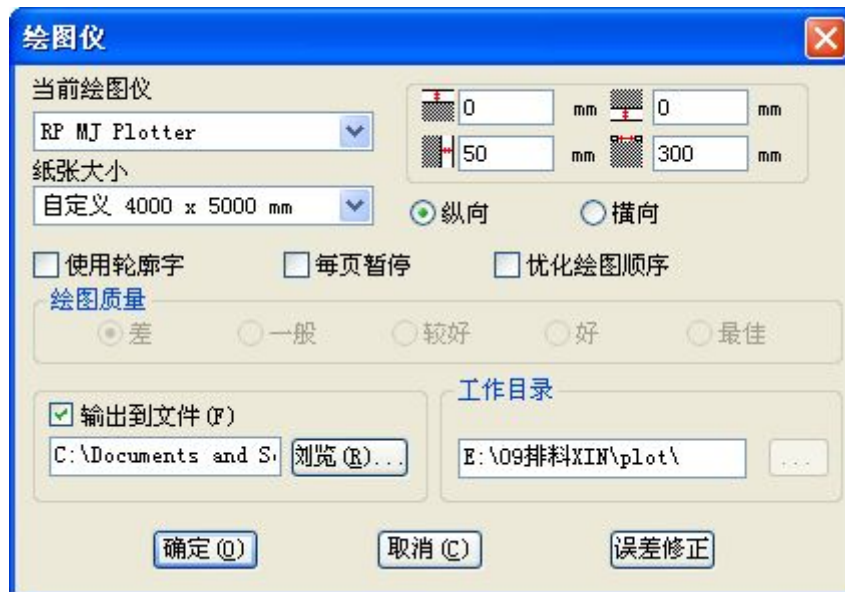 绘图仪
当前绘图仪
RP MJ Plotter
纸张大小
自定义 4000 x 5000 mm
0 mm 0 mm
50 mm 300 mm
纵向 横向
使用轮廓字 每页暂停 优化绘图顺序
绘图质量
差 一般 较好 好 最佳
输出到文件(F)
C:\Documents and S 浏览(R)...
工作目录
E:\09排料XIN\plot\ ...
确定(O) 取消(C) 误差修正